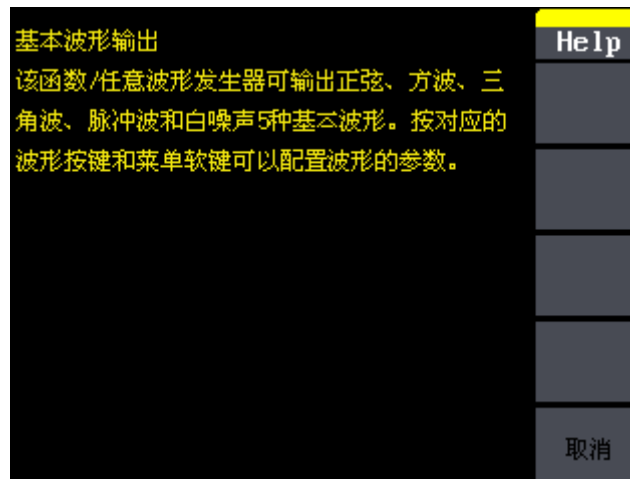 基本波形输出
该函数/任意波形发生器可输出正弦、方波、三
角波、脉冲波和白噪声5种基本波形。按对应的
波形按键和菜单软键可以配置波形的参数。
Help
取消